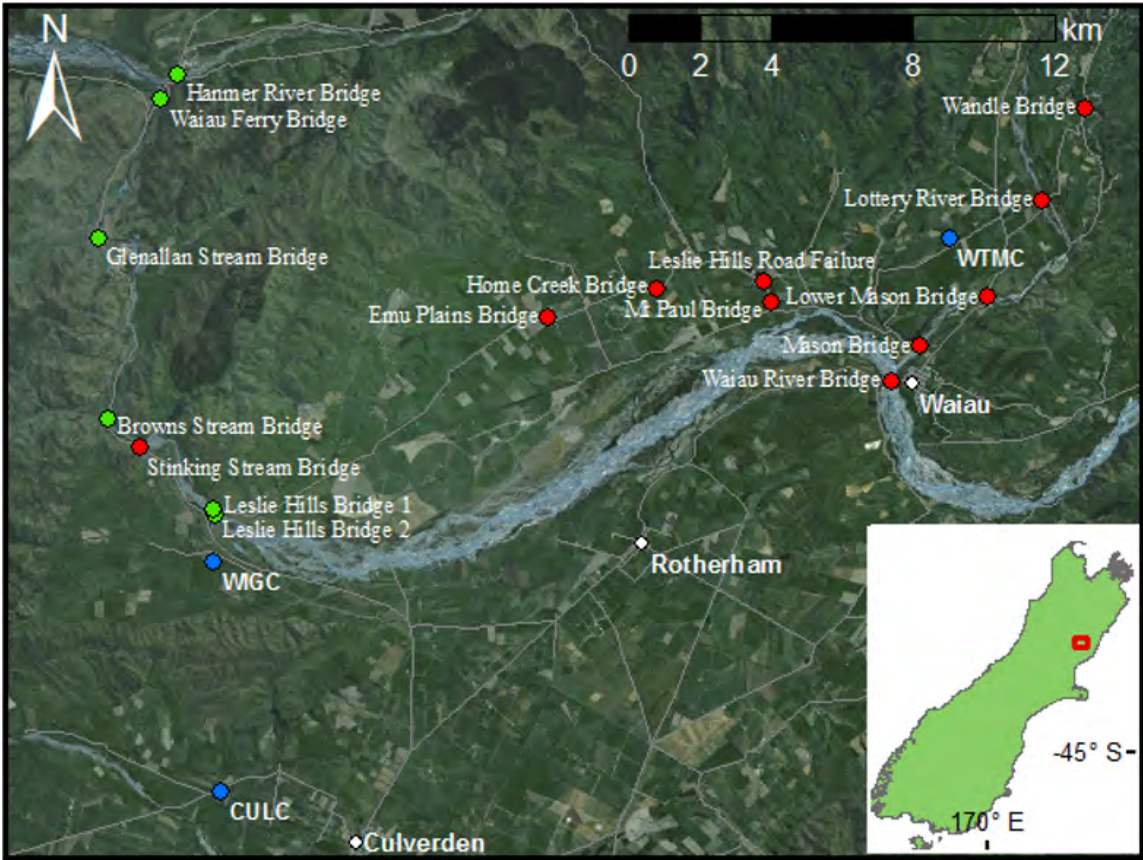 N
km
0 2 4 8 12
Hanmer River Bridge
Waiau Ferry Bridge
Wandle Bridge
Lottery River Bridge
WTMC
Glenallan Stream Bridge
Leslie Hills Road Failure
Home Creek Bridge
Lower Mason Bridge
Mt Paul Bridge
Emu Plains Bridge
Mason Bridge
Waiau River Bridge
Waiau
Browns Stream Bridge
Stinking Stream Bridge
Leslie Hills Bridge 1
Leslie Hills Bridge 2
WIGC
Rotherham
-45° S
CULC
170° E
Culverden